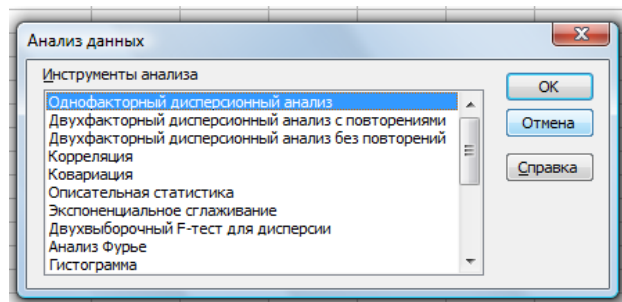 Анализ данных
Инструменты анализа
Однофакторный дисперсионный анализ
Двухфакторный дисперсионный анализ с повторениями
Двухфакторный дисперсионный анализ без повторений
Корреляция
Ковариация
Описательная статистика
Экспоненциальное сглаживание
Двухвыборочный F-тест для дисперсии
Анализ Фурье
Гистограмма
OK
Отмена
Справка